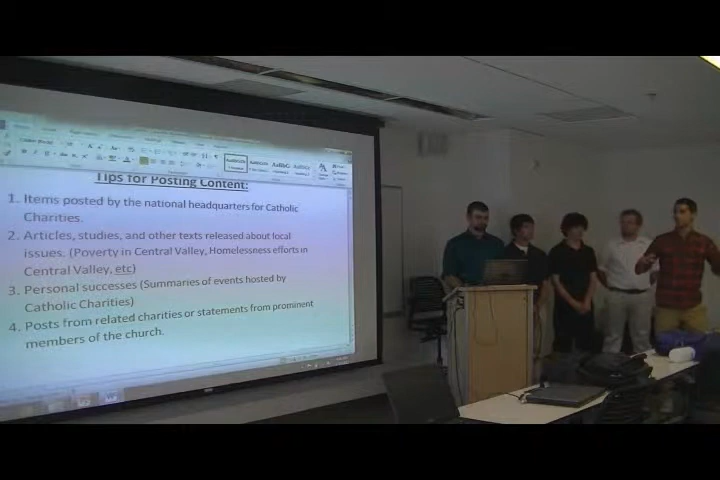 Tips for Posting Content:
1. Items posted by the national headquarters for Catholic
Charities.
2. Articles, studies, and other texts released about local
issues. (Poverty in Central Valley, Homelessness efforts in
Central Valley, etc)
3. Personal successes (Summaries of events hosted by
Catholic Charities)
4. Posts from related charities or statements from prominent
members of the church.